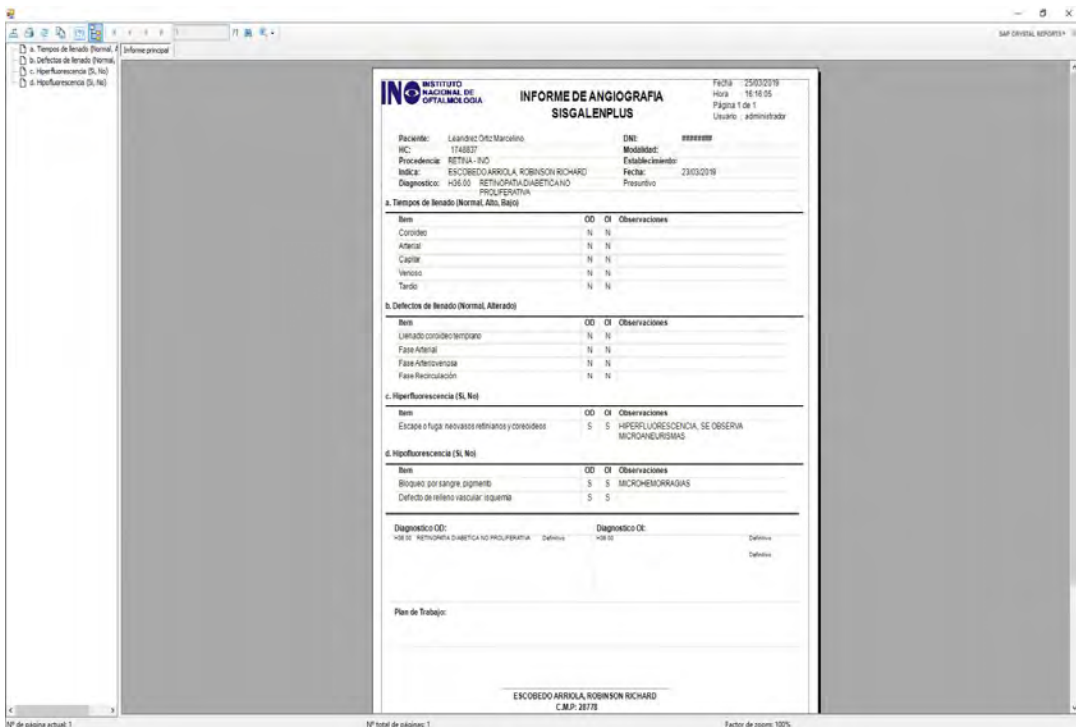 SAP CRYSTAL REPORTS
/1
a. Tiempos de llenado (Normal, A
b. Defectos de llenado (Normal,
c. Hiperfluorescencia (Si, No)
d. Hipofluorescencia (Si, No)
Informe principal
INO INSTITUTO NACIONAL DE OFTALMOLOGIA
INFORME DE ANGIOGRAFIA
SISGALENPLUS
Fecha : 25/03/2019
Hora : 16:16:05
Página 1 de 1
Usuario : administrador
Paciente: Leandrez Ortiz Marcelino DNI: ########
HC: 1748837 Modalidad:
Procedencia: RETINA - INO Establecimiento:
Indica: ESCOBEDO ARRIOLA, ROBINSON RICHARD Fecha: 23/03/2019
Diagnostico: H36.00 RETINOPATIA DIABETICA NO PROLIFERATIVA Presuntivo
a. Tiempos de llenado (Normal, Alto, Bajo)
Item OD OI Observaciones
Coroideo N N
Arterial N N
Capilar N N
Venoso N N
Tardio N N
b. Defectos de llenado (Normal, Alterado)
Item OD OI Observaciones
Llenado coroideo temprano N N
Fase Arterial N N
Fase Arteriovenosa N N
Fase Recirculación N N
c. Hiperfluorescencia (Si, No)
Item OD OI Observaciones
Escape o fuga: neovasos retinianos y coreoideos S S HIPERFLUORESCENCIA, SE OBSERVA
MICROANEURISMAS
d. Hipofluorescencia (Si, No)
Item OD OI Observaciones
Bloqueo: por sangre, pigmento S S MICROHEMORRAGIAS
Defecto de relleno vascular: isquemia S S
Diagnostico OD: Diagnostico OI:
H36.00 RETINOPATIA DIABETICA NO PROLIFERATIVA Definitivo H36.00 Definitivo
Definitivo
Plan de Trabajo:
ESCOBEDO ARRIOLA, ROBINSON RICHARD
C.M.P: 28778
Nº de página actual: 1 Nº total de páginas: 1 Factor de zoom: 100%